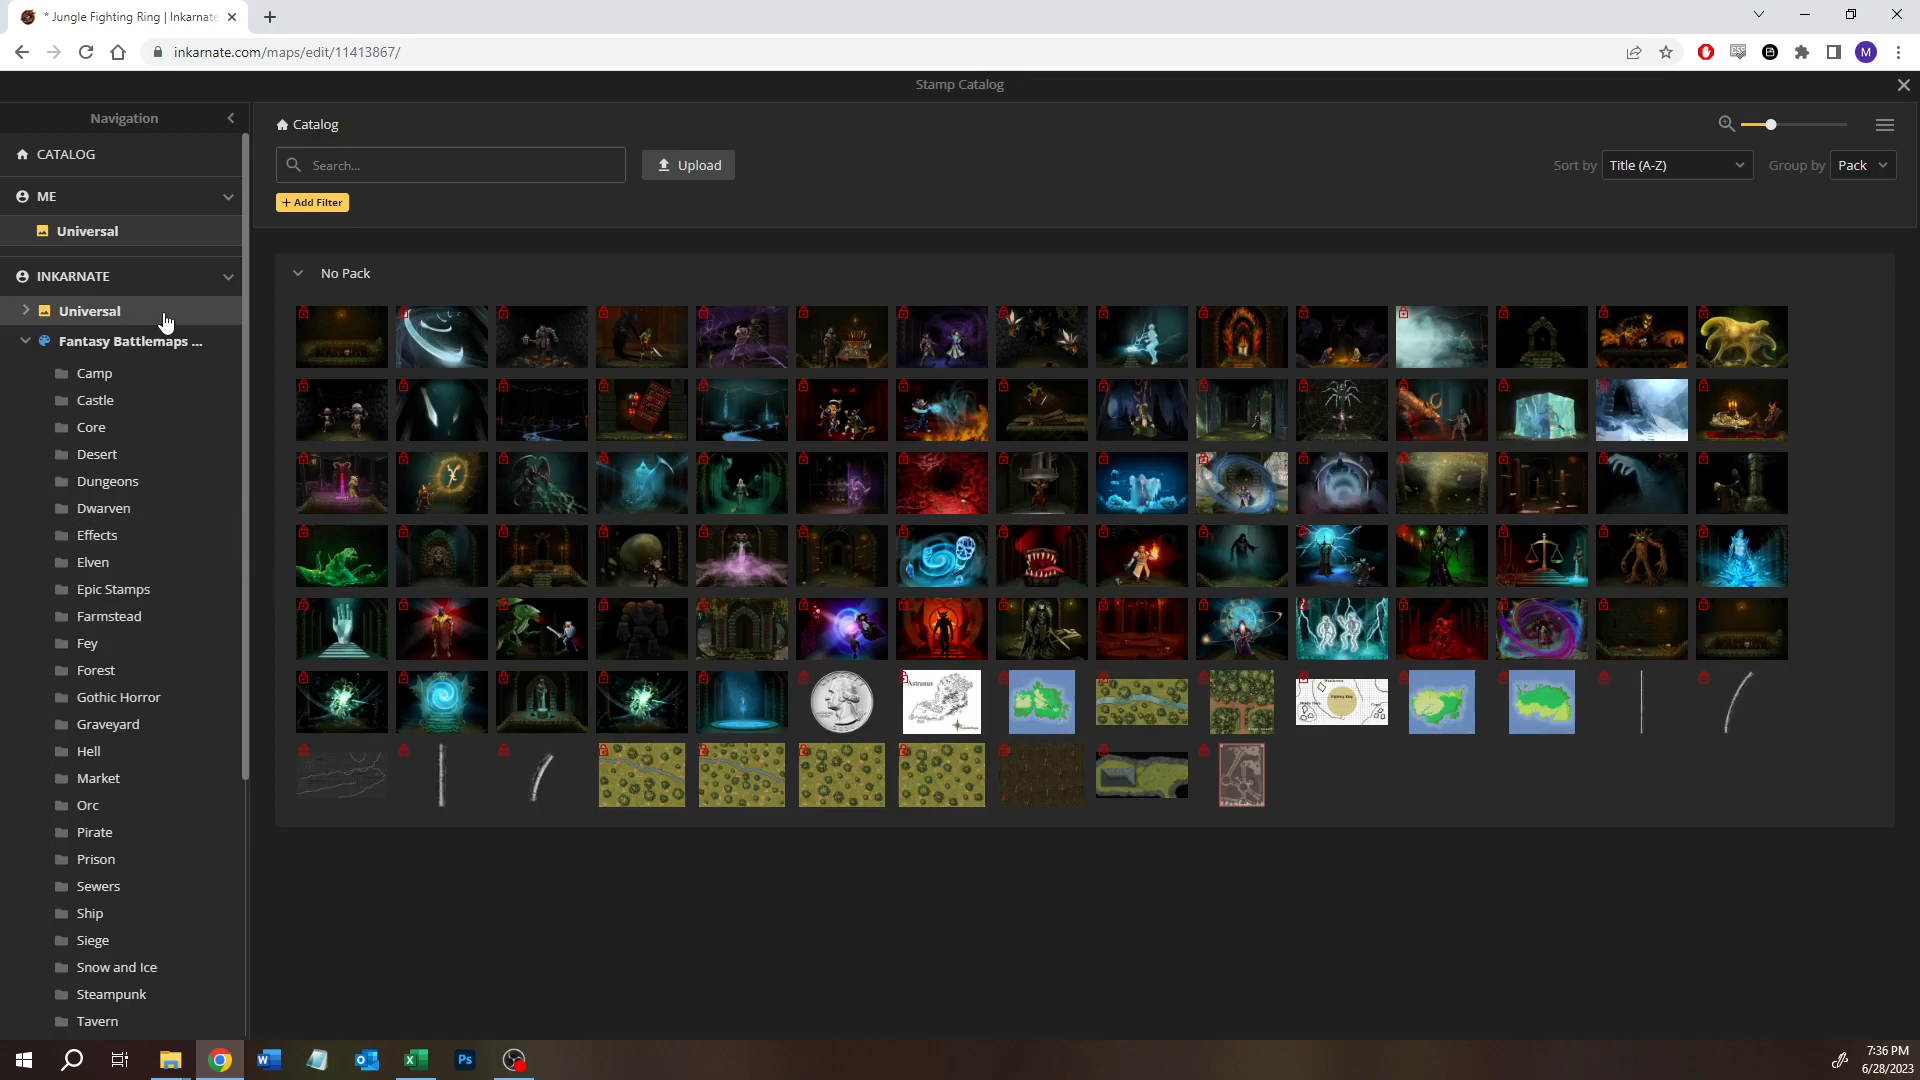 * Jungle Fighting Ring | Inkarnate
inkarnate.com/maps/edit/11413867/
M
Stamp Catalog
Navigation
CATALOG
ME
Universal
INKARNATE
Universal
Fantasy Battlemaps ...
Camp
Castle
Core
Desert
Dungeons
Dwarven
Effects
Elven
Epic Stamps
Farmstead
Fey
Forest
Gothic Horror
Graveyard
Hell
Market
Orc
Pirate
Prison
Sewers
Ship
Siege
Snow and Ice
Steampunk
Tavern
Catalog
Search...
Upload
Sort by
Title (A-Z)
Group by
Pack
+ Add Filter
No Pack
Fighting Ring
Ps
7:36 PM
6/28/2023